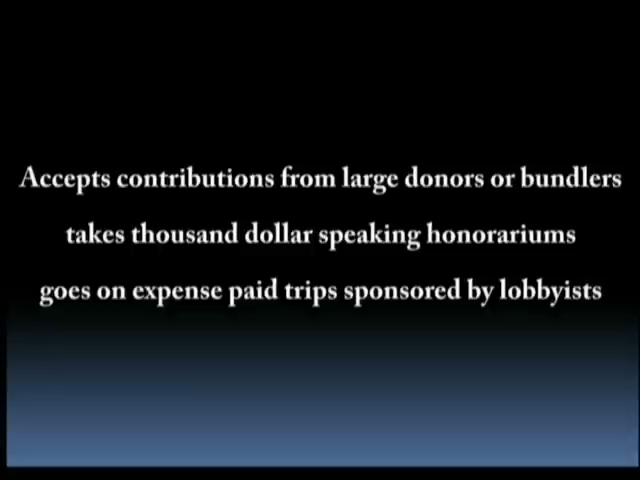 Accepts contributions from large donors or bundlers
takes thousand dollar speaking honorariums
goes on expense paid trips sponsored by lobbyists